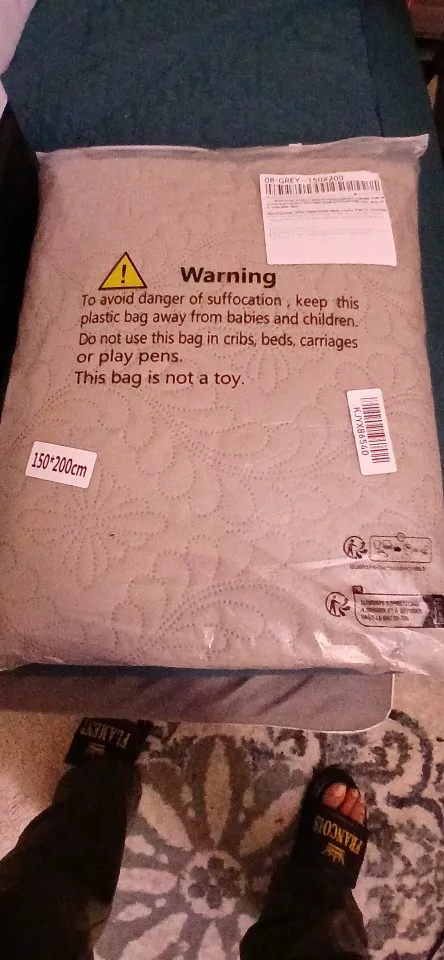 08-GREY--150X200
Warning
To avoid danger of suffocation , keep this
plastic bag away from babies and children.
Do not use this bag in cribs, beds, carriages
or play pens.
This bag is not a toy.
KJYX86540
150*200cm
FLAMENT
FRANCOIS